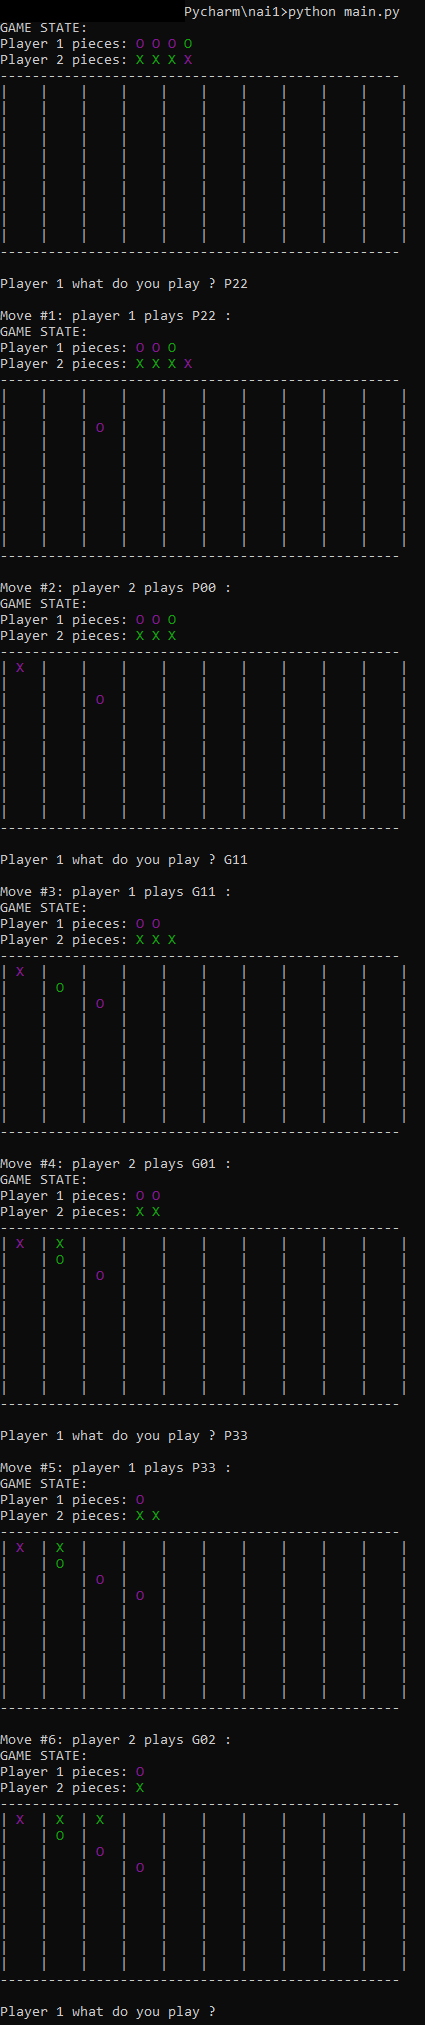 Pycharm\nai1>python main.py
GAME STATE:
Player 1 pieces: O O O O
Player 2 pieces: X X X X
--------------------------------------------------
|    |    |    |    |    |    |    |    |    |    |
|    |    |    |    |    |    |    |    |    |    |
|    |    |    |    |    |    |    |    |    |    |
|    |    |    |    |    |    |    |    |    |    |
|    |    |    |    |    |    |    |    |    |    |
|    |    |    |    |    |    |    |    |    |    |
|    |    |    |    |    |    |    |    |    |    |
|    |    |    |    |    |    |    |    |    |    |
|    |    |    |    |    |    |    |    |    |    |
|    |    |    |    |    |    |    |    |    |    |
--------------------------------------------------
Player 1 what do you play ? P22
Move #1: player 1 plays P22 :
GAME STATE:
Player 1 pieces: O O O
Player 2 pieces: X X X X
--------------------------------------------------
|    |    |    |    |    |    |    |    |    |    |
|    |    |    |    |    |    |    |    |    |    |
|    |    | O  |    |    |    |    |    |    |    |
|    |    |    |    |    |    |    |    |    |    |
|    |    |    |    |    |    |    |    |    |    |
|    |    |    |    |    |    |    |    |    |    |
|    |    |    |    |    |    |    |    |    |    |
|    |    |    |    |    |    |    |    |    |    |
|    |    |    |    |    |    |    |    |    |    |
|    |    |    |    |    |    |    |    |    |    |
--------------------------------------------------
Move #2: player 2 plays P00 :
GAME STATE:
Player 1 pieces: O O O
Player 2 pieces: X X X
--------------------------------------------------
| X  |    |    |    |    |    |    |    |    |    |
|    |    |    |    |    |    |    |    |    |    |
|    |    | O  |    |    |    |    |    |    |    |
|    |    |    |    |    |    |    |    |    |    |
|    |    |    |    |    |    |    |    |    |    |
|    |    |    |    |    |    |    |    |    |    |
|    |    |    |    |    |    |    |    |    |    |
|    |    |    |    |    |    |    |    |    |    |
|    |    |    |    |    |    |    |    |    |    |
|    |    |    |    |    |    |    |    |    |    |
--------------------------------------------------
Player 1 what do you play ? G11
Move #3: player 1 plays G11 :
GAME STATE:
Player 1 pieces: O O
Player 2 pieces: X X X
--------------------------------------------------
| X  |    |    |    |    |    |    |    |    |    |
|    | O  |    |    |    |    |    |    |    |    |
|    |    | O  |    |    |    |    |    |    |    |
|    |    |    |    |    |    |    |    |    |    |
|    |    |    |    |    |    |    |    |    |    |
|    |    |    |    |    |    |    |    |    |    |
|    |    |    |    |    |    |    |    |    |    |
|    |    |    |    |    |    |    |    |    |    |
|    |    |    |    |    |    |    |    |    |    |
|    |    |    |    |    |    |    |    |    |    |
--------------------------------------------------
Move #4: player 2 plays G01 :
GAME STATE:
Player 1 pieces: O O
Player 2 pieces: X X
--------------------------------------------------
| X  | X  |    |    |    |    |    |    |    |    |
|    | O  |    |    |    |    |    |    |    |    |
|    |    | O  |    |    |    |    |    |    |    |
|    |    |    |    |    |    |    |    |    |    |
|    |    |    |    |    |    |    |    |    |    |
|    |    |    |    |    |    |    |    |    |    |
|    |    |    |    |    |    |    |    |    |    |
|    |    |    |    |    |    |    |    |    |    |
|    |    |    |    |    |    |    |    |    |    |
|    |    |    |    |    |    |    |    |    |    |
--------------------------------------------------
Player 1 what do you play ? P33
Move #5: player 1 plays P33 :
GAME STATE:
Player 1 pieces: O
Player 2 pieces: X X
--------------------------------------------------
| X  | X  |    |    |    |    |    |    |    |    |
|    | O  |    |    |    |    |    |    |    |    |
|    |    | O  |    |    |    |    |    |    |    |
|    |    |    | O  |    |    |    |    |    |    |
|    |    |    |    |    |    |    |    |    |    |
|    |    |    |    |    |    |    |    |    |    |
|    |    |    |    |    |    |    |    |    |    |
|    |    |    |    |    |    |    |    |    |    |
|    |    |    |    |    |    |    |    |    |    |
|    |    |    |    |    |    |    |    |    |    |
--------------------------------------------------
Move #6: player 2 plays G02 :
GAME STATE:
Player 1 pieces: O
Player 2 pieces: X
--------------------------------------------------
| X  | X  | X  |    |    |    |    |    |    |    |
|    | O  |    |    |    |    |    |    |    |    |
|    |    | O  |    |    |    |    |    |    |    |
|    |    |    | O  |    |    |    |    |    |    |
|    |    |    |    |    |    |    |    |    |    |
|    |    |    |    |    |    |    |    |    |    |
|    |    |    |    |    |    |    |    |    |    |
|    |    |    |    |    |    |    |    |    |    |
|    |    |    |    |    |    |    |    |    |    |
|    |    |    |    |    |    |    |    |    |    |
--------------------------------------------------
Player 1 what do you play ?